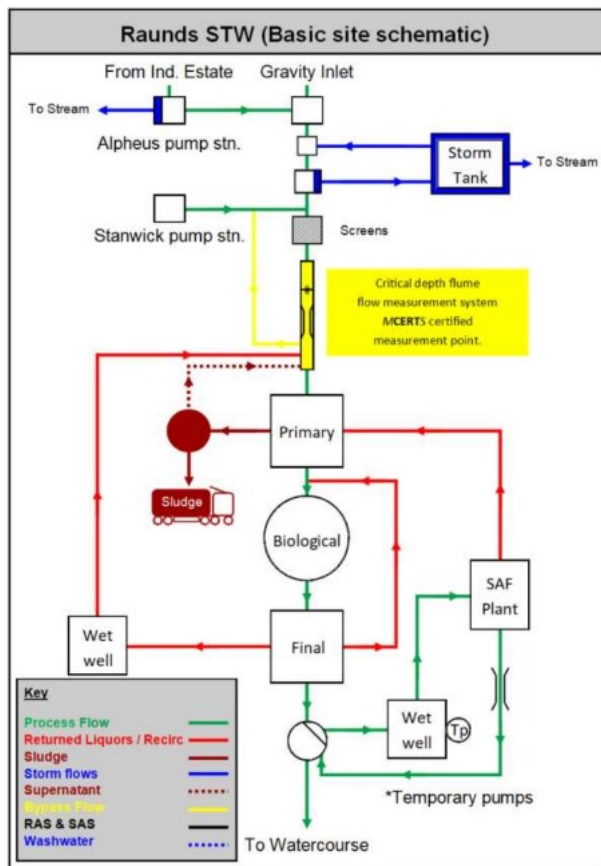 Raunds STW (Basic site schematic)
From Ind. Estate
Gravity Inlet
To Stream
Alpheus pump stn.
Storm
Tank
To Stream
Stanwick pump stn.
Screens
Critical depth flume
flow measurement system
MCERTS certified
measurement point.
Primary
Sludge
Biological
SAF
Plant
Wet
well
Final
Wet
well
Tp
*Temporary pumps
To Watercourse
Key
Process Flow
Returned Liquors / Recirc
Sludge
Storm flows
Supernatant
Bypass Flow
RAS & SAS
Washwater